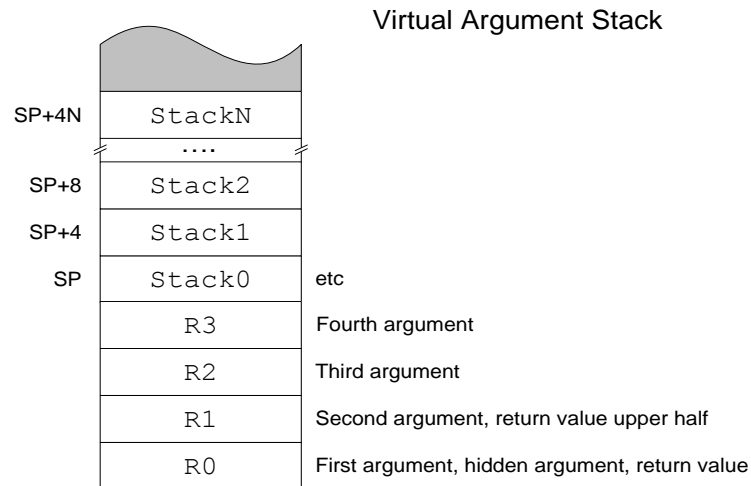 Virtual Argument Stack
SP+4N StackN
....
SP+8 Stack2
SP+4 Stack1
SP Stack0 etc
R3 Fourth argument
R2 Third argument
R1 Second argument, return value upper half
R0 First argument, hidden argument, return value